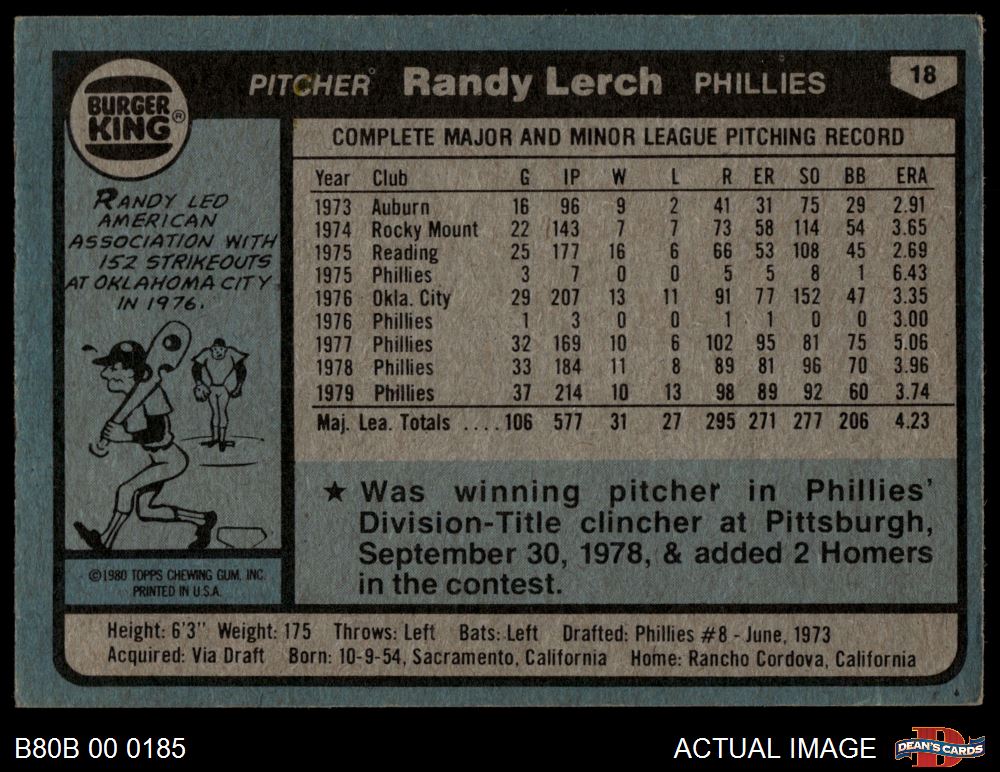 BURGER
KING®
PITCHER Randy Lerch PHILLIES
18
COMPLETE MAJOR AND MINOR LEAGUE PITCHING RECORD
Year Club G IP W L R ER SO BB ERA
1973 Auburn 16 96 9 2 41 31 75 29 2.91
1974 Rocky Mount 22 143 7 7 73 58 114 54 3.65
1975 Reading 25 177 16 6 66 53 108 45 2.69
1975 Phillies 3 7 0 0 5 5 8 1 6.43
1976 Okla. City 29 207 13 11 91 77 152 47 3.35
1976 Phillies 1 3 0 0 1 1 0 0 3.00
1977 Phillies 32 169 10 6 102 95 81 75 5.06
1978 Phillies 33 184 11 8 89 81 96 70 3.96
1979 Phillies 37 214 10 13 98 89 92 60 3.74
Maj. Lea. Totals ....106 577 31 27 295 271 277 206 4.23
RANDY LED
AMERICAN
ASSOCIATION WITH
152 STRIKEOUTS
AT OKLAHOMA CITY
IN 1976.
★ Was winning pitcher in Phillies'
Division-Title clincher at Pittsburgh,
September 30, 1978, & added 2 Homers
in the contest.
©1980 TOPPS CHEWING GUM, INC.
PRINTED IN U.S.A.
Height: 6'3" Weight: 175 Throws: Left Bats: Left Drafted: Phillies #8 - June, 1973
Acquired: Via Draft Born: 10-9-54, Sacramento, California Home: Rancho Cordova, California
B80B 00 0185
ACTUAL IMAGE
D
DEAN'S CARDS